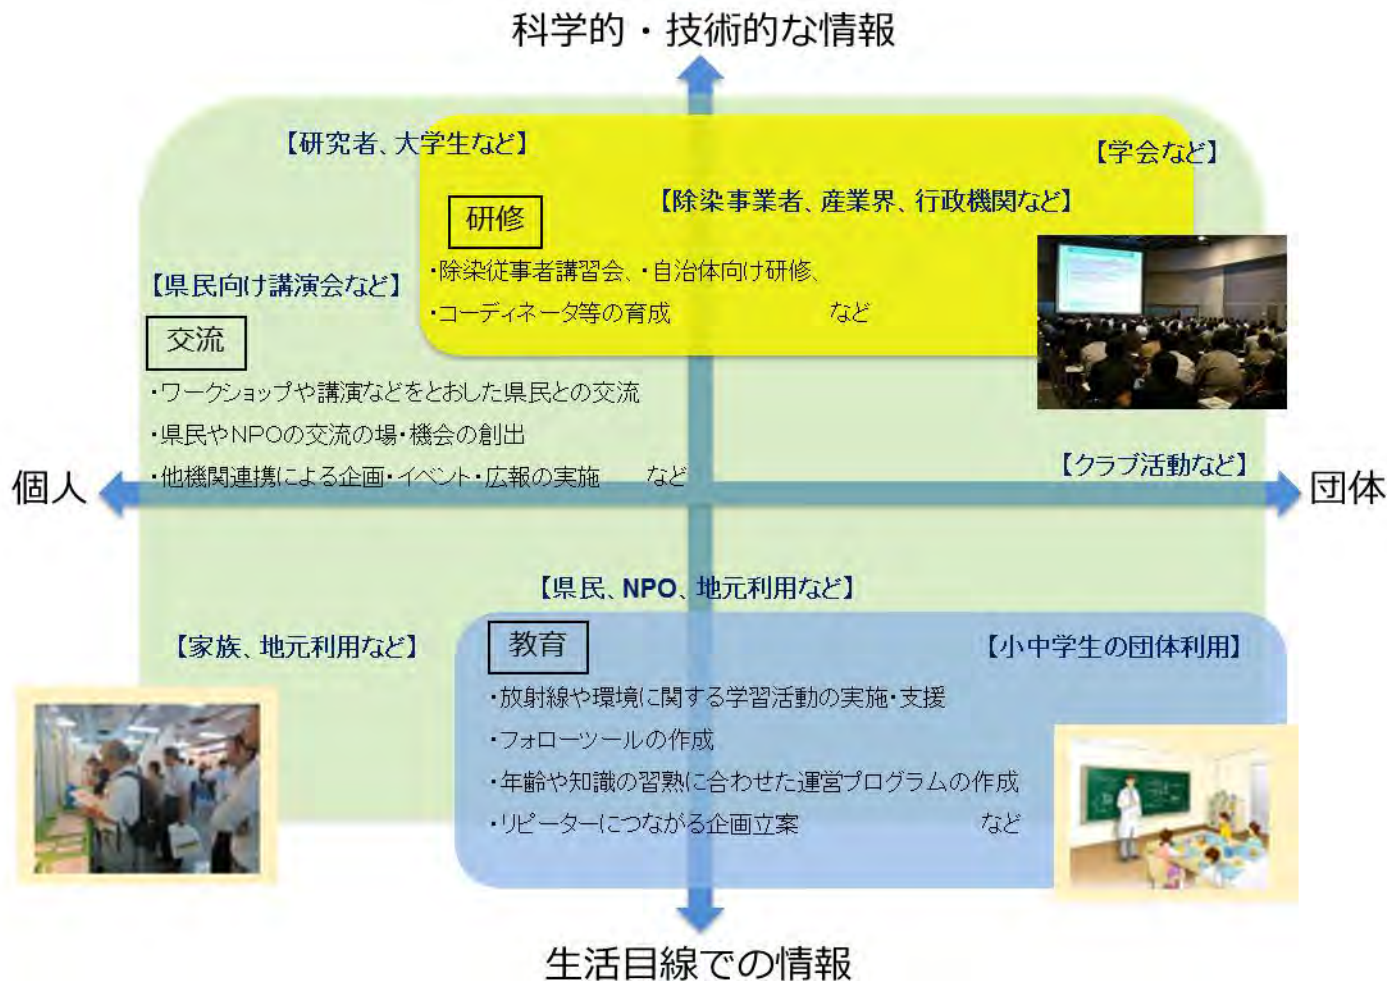 科学的・技術的な情報
【研究者、大学生など】
【学会など】
【除染事業者、産業界、行政機関など】
研修
・除染従事者講習会、・自治体向け研修、
・コーディネータ等の育成 など
【県民向け講演会など】
交流
・ワークショップや講演などをとおした県民との交流
・県民やNPOの交流の場・機会の創出
・他機関連携による企画・イベント・広報の実施 など
【クラブ活動など】
個人
団体
【県民、NPO、地元利用など】
【家族、地元利用など】
教育
【小中学生の団体利用】
・放射線や環境に関する学習活動の実施・支援
・フォローツールの作成
・年齢や知識の習熟に合わせた運営プログラムの作成
・リピーターにつながる企画立案 など
生活目線での情報